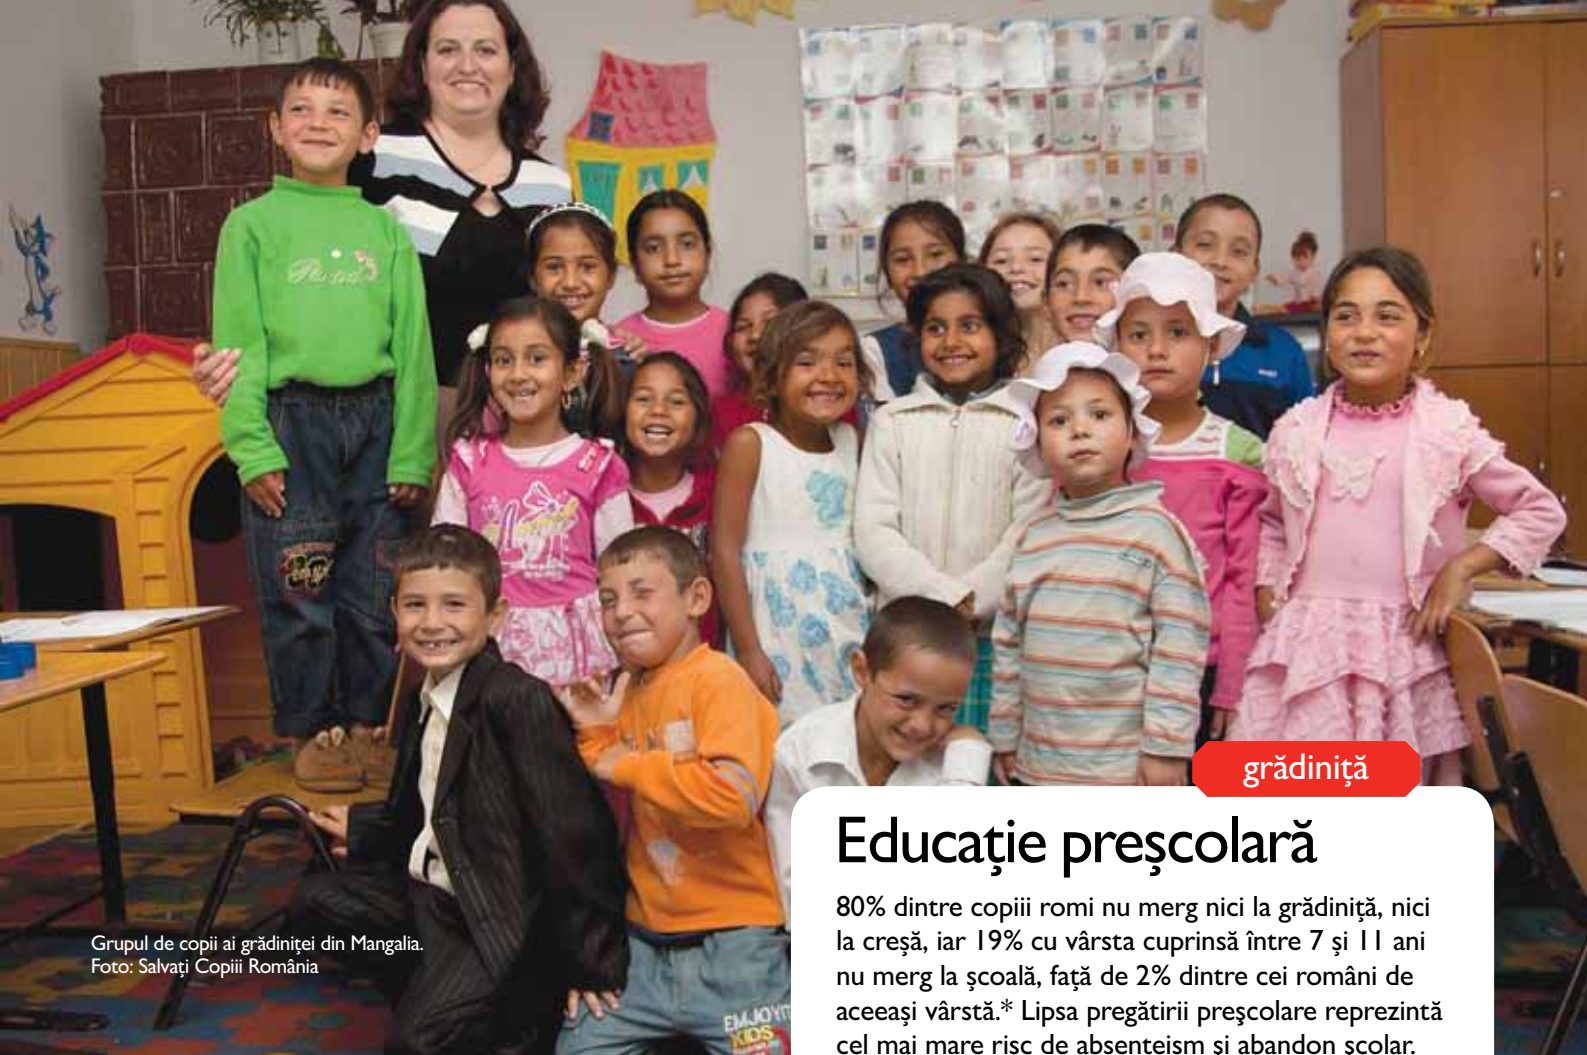 grădiniță
Educație preșcolară
80% dintre copiii romi nu merg nici la grădiniță, nici
la creșă, iar 19% cu vârsta cuprinsă între 7 și 11 ani
nu merg la școală, față de 2% dintre cei români de
aceeași vârstă.* Lipsa pregătirii preşcolare reprezintă
cel mai mare risc de absenteism și abandon școlar.
Grupul de copii ai grădiniței din Mangalia.
Foto: Salvați Copiii România
KIDS